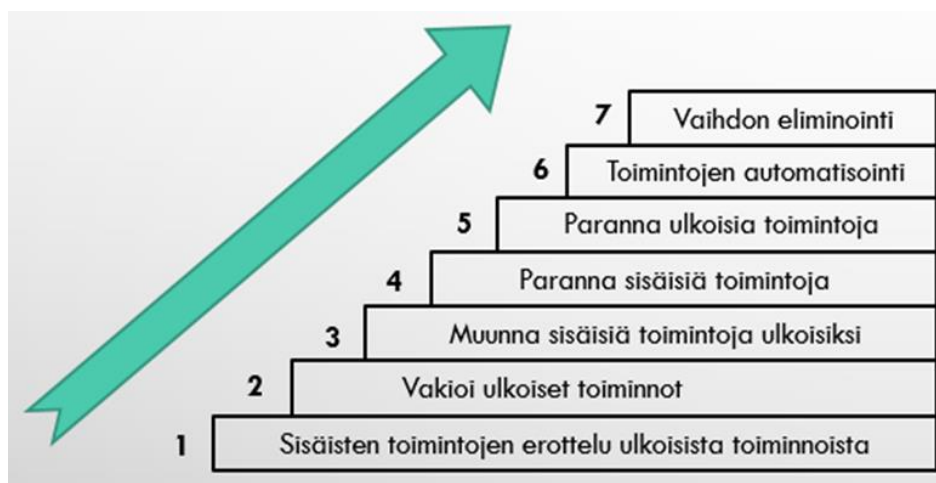 7 Vaihdon eliminointi
6 Toimintojen automatisointi
5 Paranna ulkoisia toimintoja
4 Paranna sisäisiä toimintoja
3 Muunna sisäisiä toimintoja ulkoisiksi
2 Vakioi ulkoiset toiminnot
1 Sisäisten toimintojen erottelu ulkoisista toiminnoista